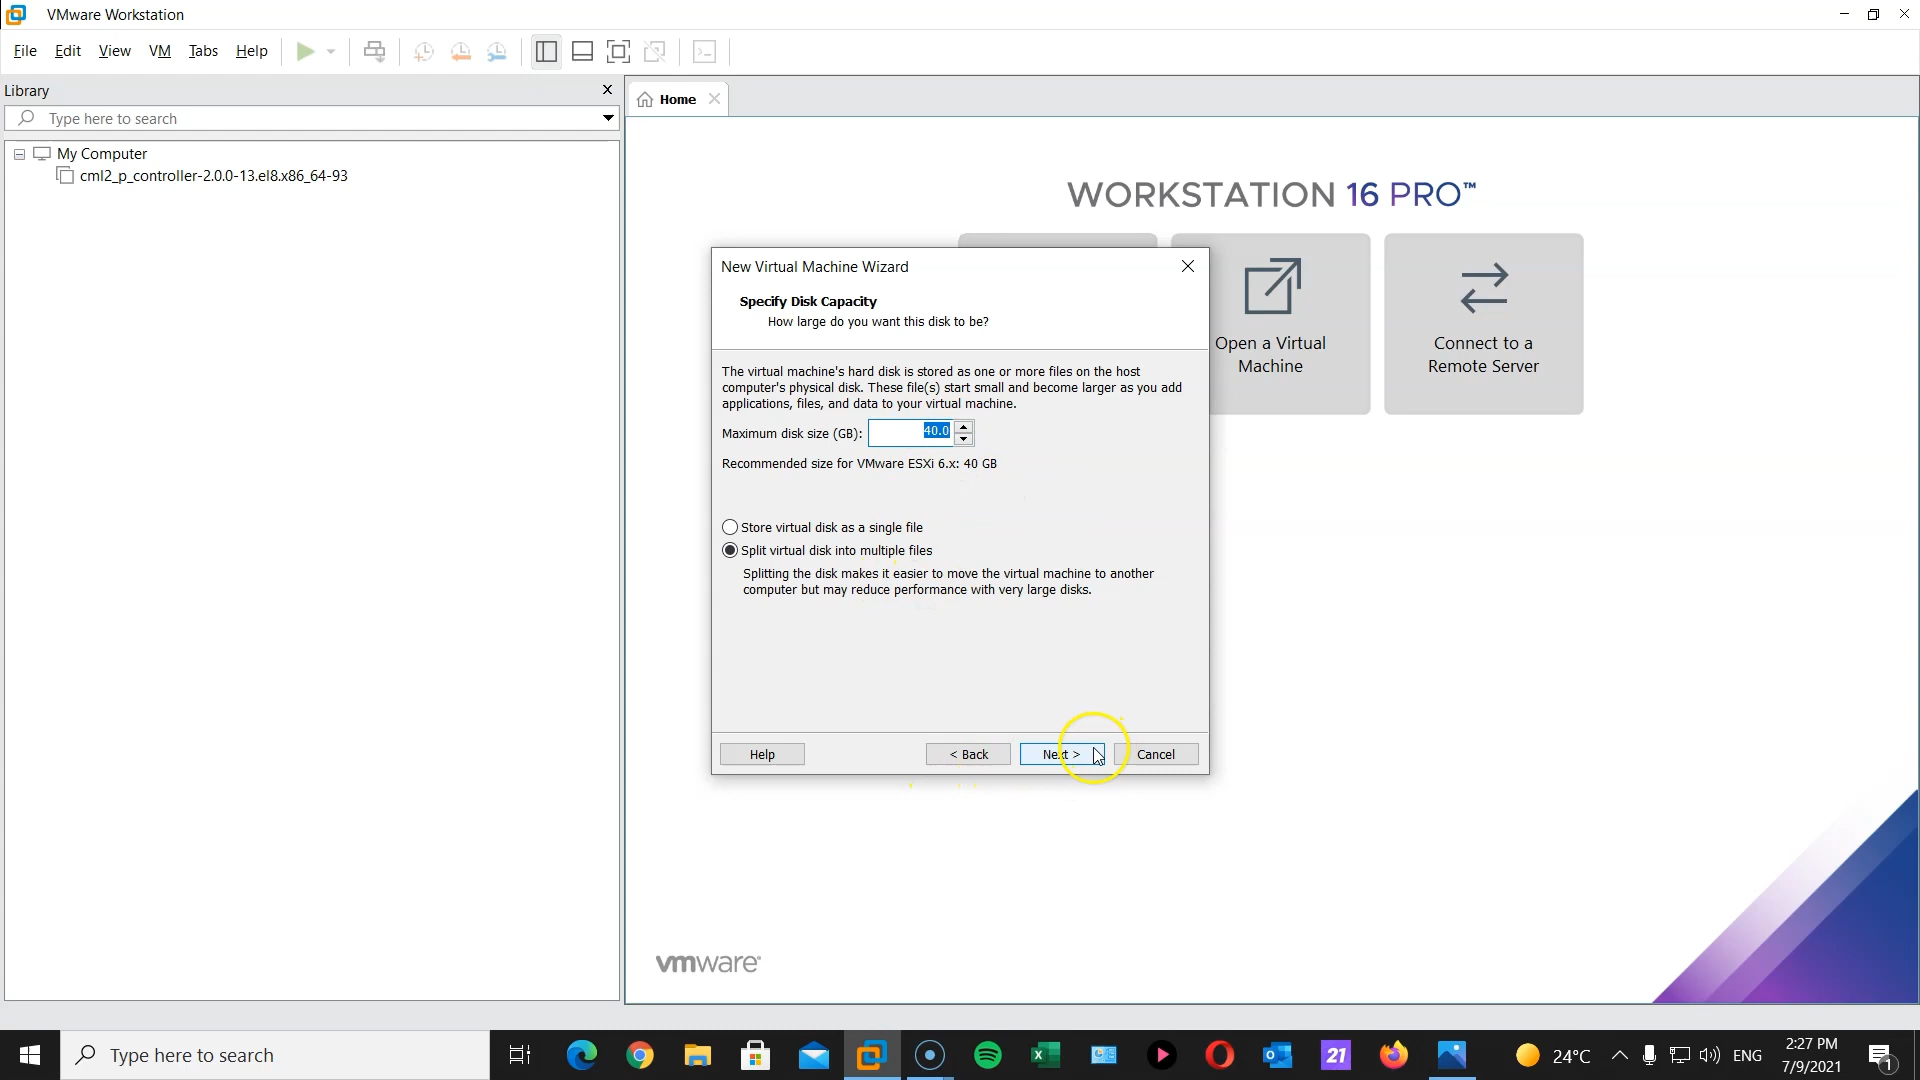 VMware Workstation
File Edit View VM Tabs Help
Library
Type here to search
My Computer
cml2_p_controller-2.0.0-13.el8.x86_64-93
Home
WORKSTATION 16 PRO™
Open a Virtual
Machine
Connect to a
Remote Server
New Virtual Machine Wizard
Specify Disk Capacity
How large do you want this disk to be?
The virtual machine's hard disk is stored as one or more files on the host
computer's physical disk. These file(s) start small and become larger as you add
applications, files, and data to your virtual machine.
Maximum disk size (GB): 40.0
Recommended size for VMware ESXi 6.x: 40 GB
Store virtual disk as a single file
Split virtual disk into multiple files
Splitting the disk makes it easier to move the virtual machine to another
computer but may reduce performance with very large disks.
Help < Back Next > Cancel
vmware®
Type here to search
21
24°C
ENG
2:27 PM
7/9/2021
1